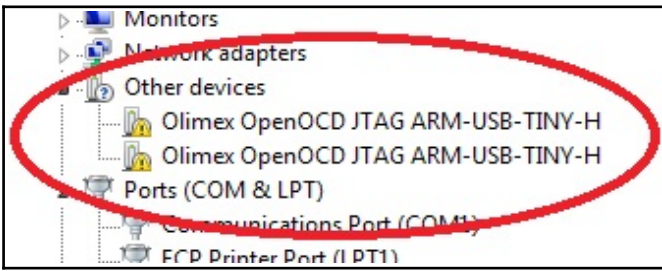 Monitors
Network adapters
Other devices
Olimex OpenOCD JTAG ARM-USB-TINY-H
Olimex OpenOCD JTAG ARM-USB-TINY-H
Ports (COM & LPT)
Communications Port (COM1)
ECP Printer Port (LPT1)